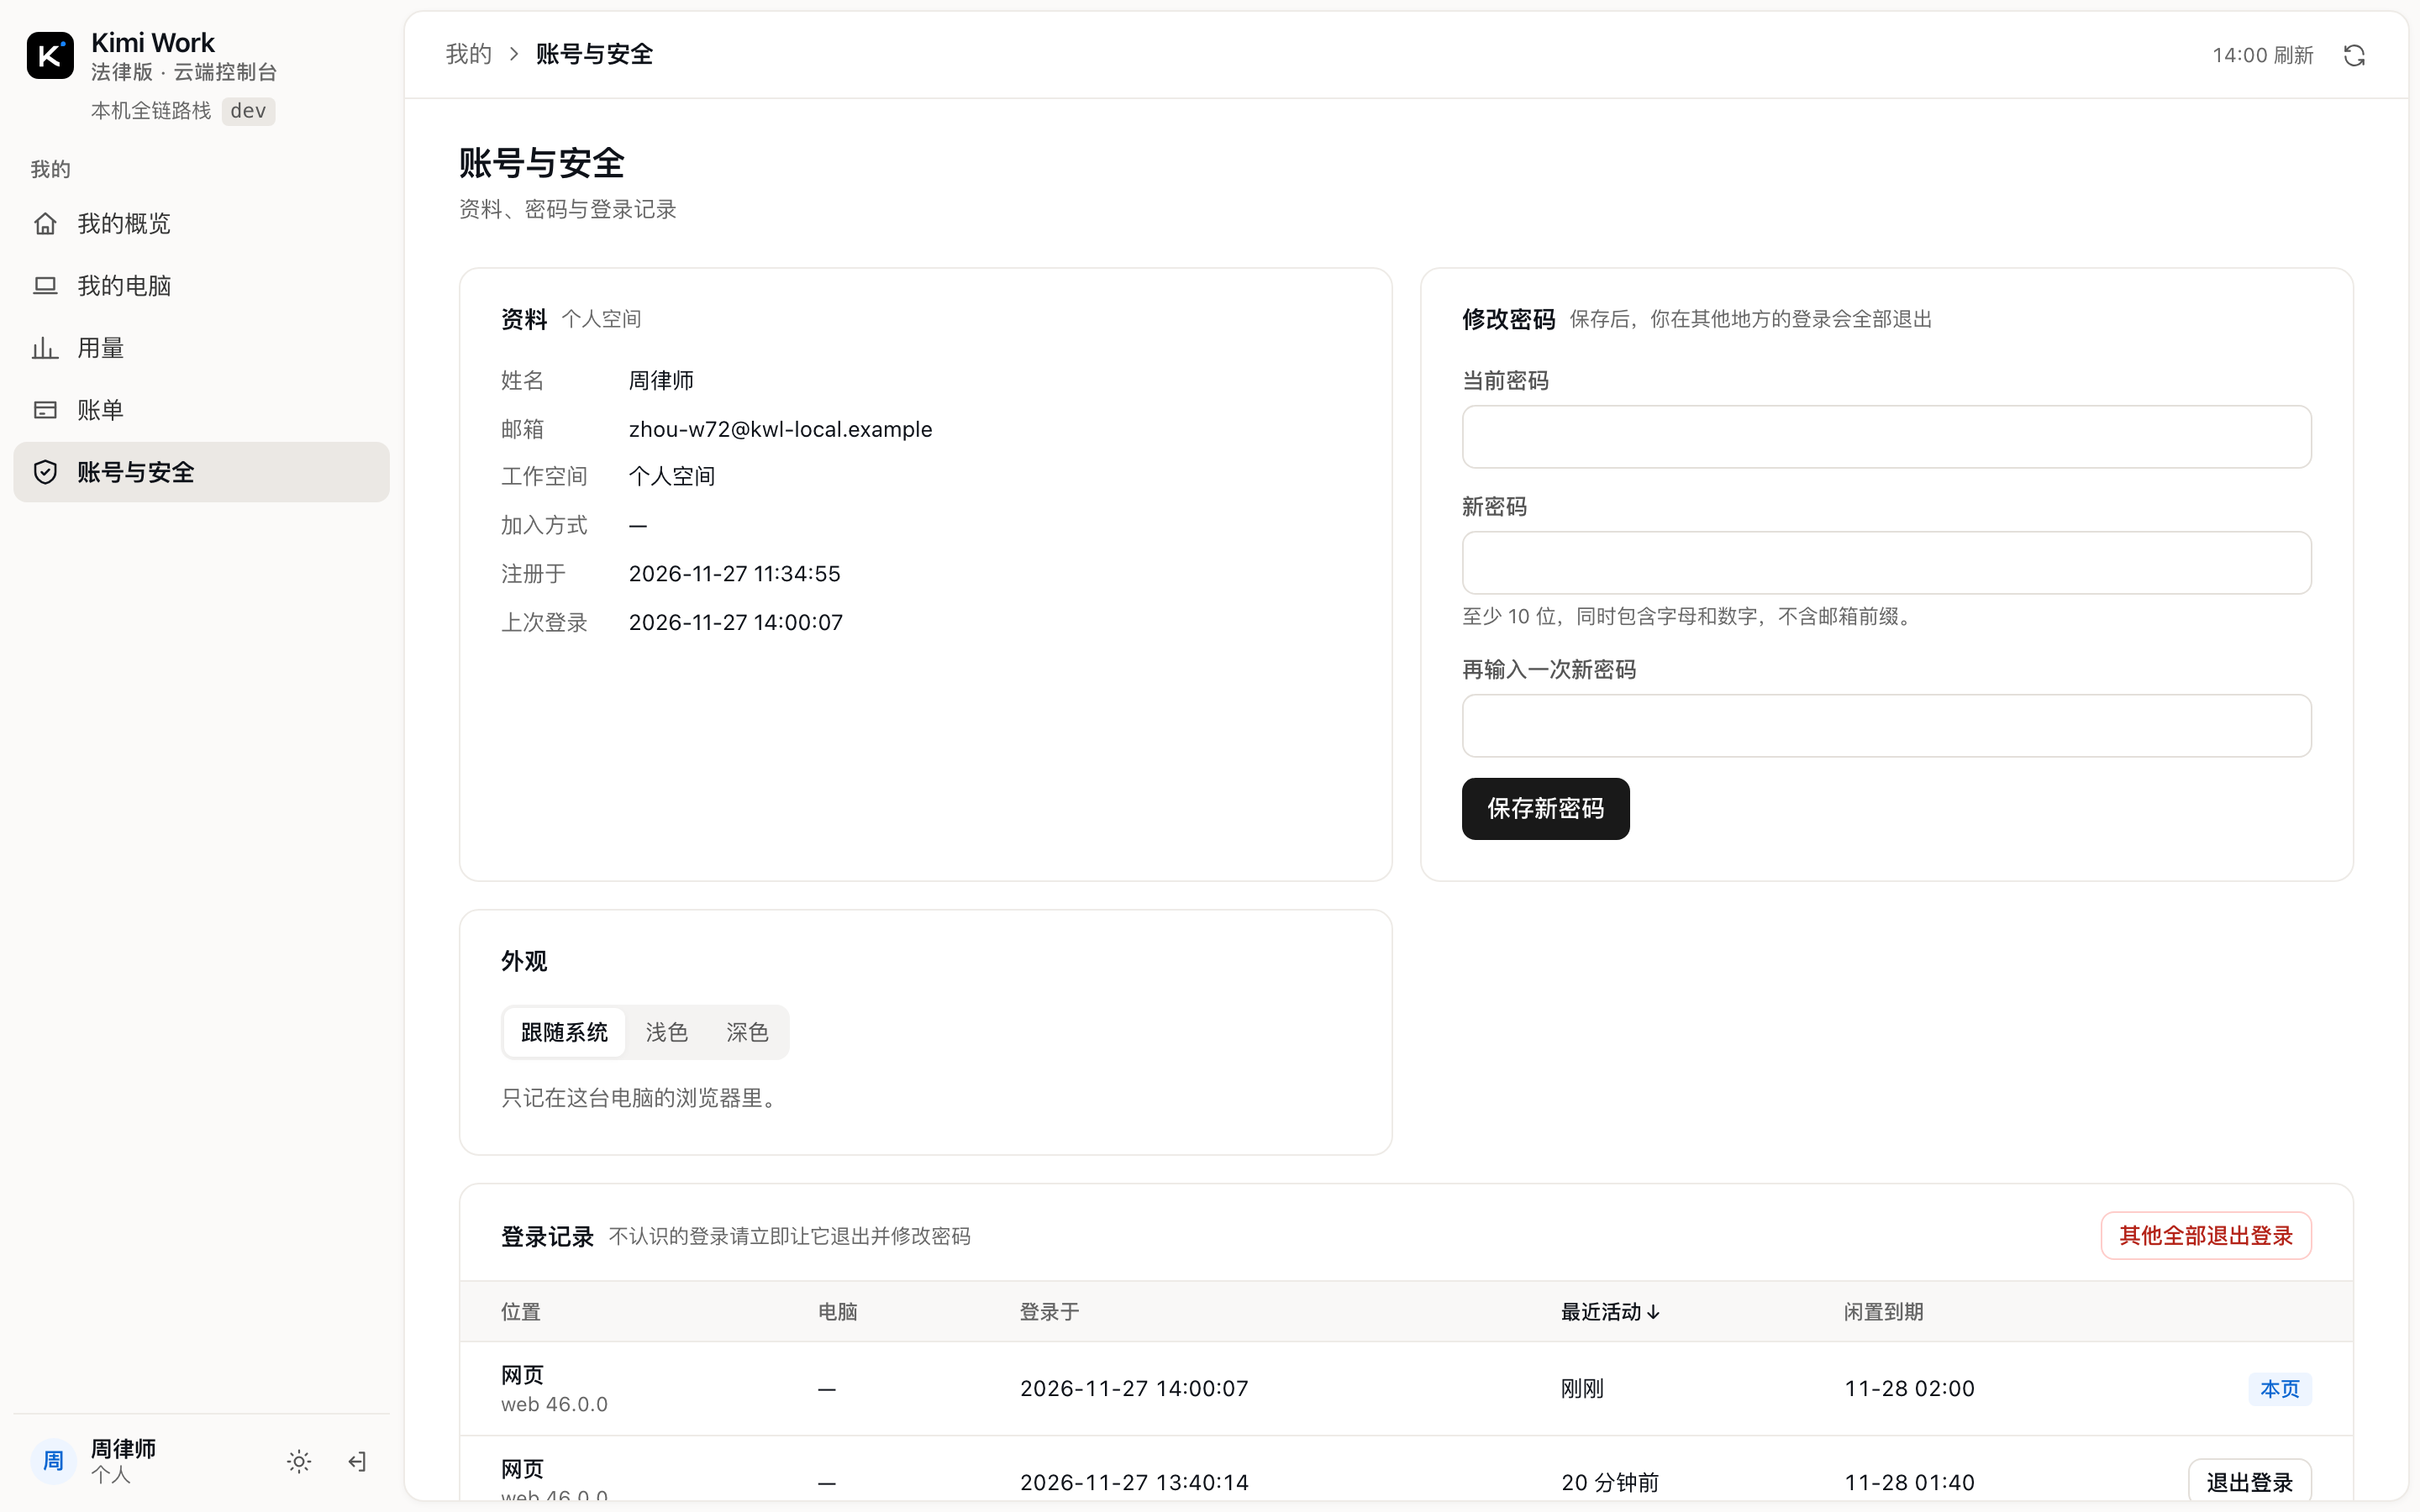 Kimi Work
法律版 · 云端控制台
本机全链路栈 dev
我的
我的概览
我的电脑
用量
账单
账号与安全
周
周律师
个人
我的 > 账号与安全
14:00 刷新
账号与安全
资料、密码与登录记录
资料 个人空间
姓名 周律师
邮箱 zhou-w72@kwl-local.example
工作空间 个人空间
加入方式 —
注册于 2026-11-27 11:34:55
上次登录 2026-11-27 14:00:07
修改密码 保存后，你在其他地方的登录会全部退出
当前密码
新密码
至少 10 位，同时包含字母和数字，不含邮箱前缀。
再输入一次新密码
保存新密码
外观
跟随系统 浅色 深色
只记在这台电脑的浏览器里。
登录记录 不认识的登录请立即让它退出并修改密码
其他全部退出登录
位置 电脑 登录于 最近活动↓ 闲置到期
网页 — 2026-11-27 14:00:07 刚刚 11-28 02:00 本页
web 46.0.0
网页 — 2026-11-27 13:40:14 20 分钟前 11-28 01:40 退出登录
web 46.0.0